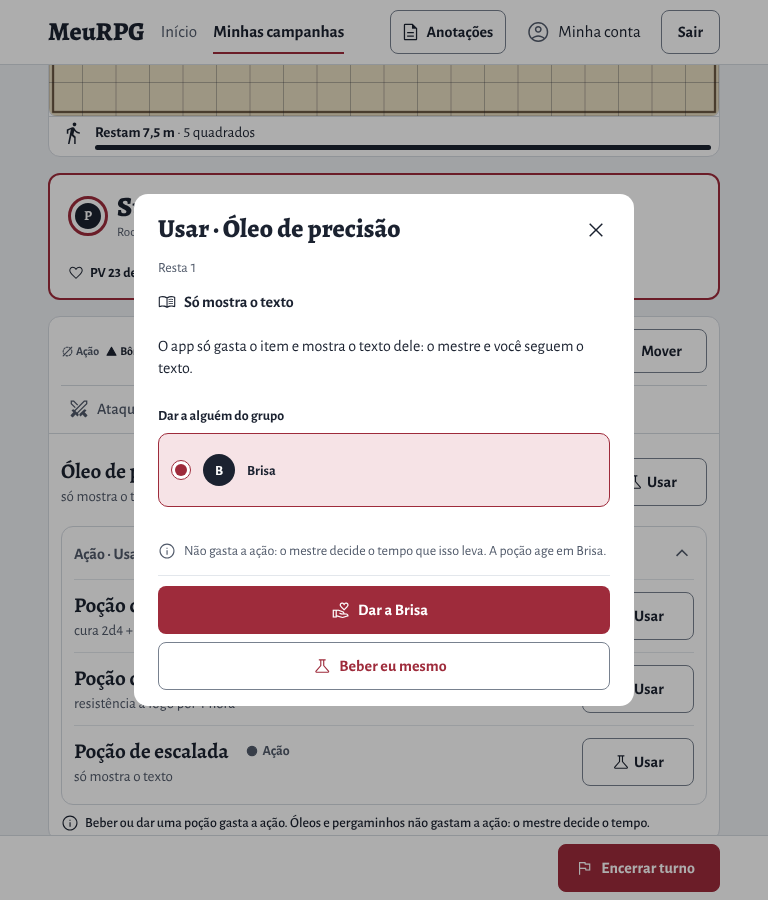 MeuRPG Início Minhas campanhas Anotações Minha conta Sair
Restam 7,5 m · 5 quadrados
P
PV 23 de
Usar · Óleo de precisão
Resta 1
Só mostra o texto
O app só gasta o item e mostra o texto dele: o mestre e você seguem o
texto.
Dar a alguém do grupo
B Brisa
Não gasta a ação: o mestre decide o tempo que isso leva. A poção age em Brisa.
Dar a Brisa
Beber eu mesmo
Ação Mover
Óleo de
só mostra o Usar
Ação ·
Poção Usar
cura 2d4 +
Poção Usar
resistência
Poção de escalada Ação Usar
só mostra o texto
Beber ou dar uma poção gasta a ação. Óleos e pergaminhos não gastam a ação: o mestre decide o tempo.
Encerrar turno